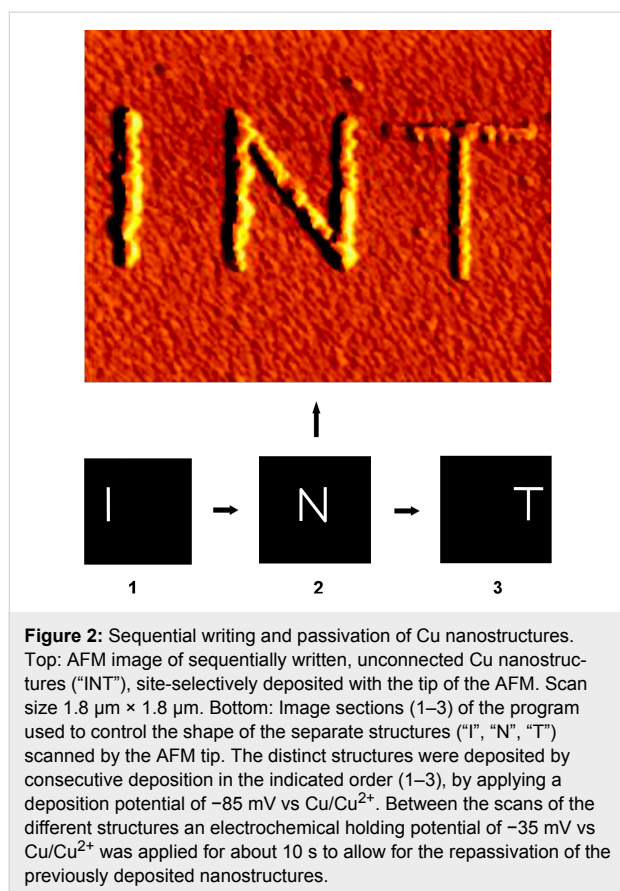 INT
I N T
1 2 3
Figure 2: Sequential writing and passivation of Cu nanostructures.
Top: AFM image of sequentially written, unconnected Cu nanostruc-
tures (“INT”), site-selectively deposited with the tip of the AFM. Scan
size 1.8 µm × 1.8 µm. Bottom: Image sections (1–3) of the program
used to control the shape of the separate structures (“I”, “N”, “T”)
scanned by the AFM tip. The distinct structures were deposited by
consecutive deposition in the indicated order (1–3), by applying a
deposition potential of −85 mV vs Cu/Cu²⁺. Between the scans of the
different structures an electrochemical holding potential of −35 mV vs
Cu/Cu²⁺ was applied for about 10 s to allow for the repassivation of the
previously deposited nanostructures.